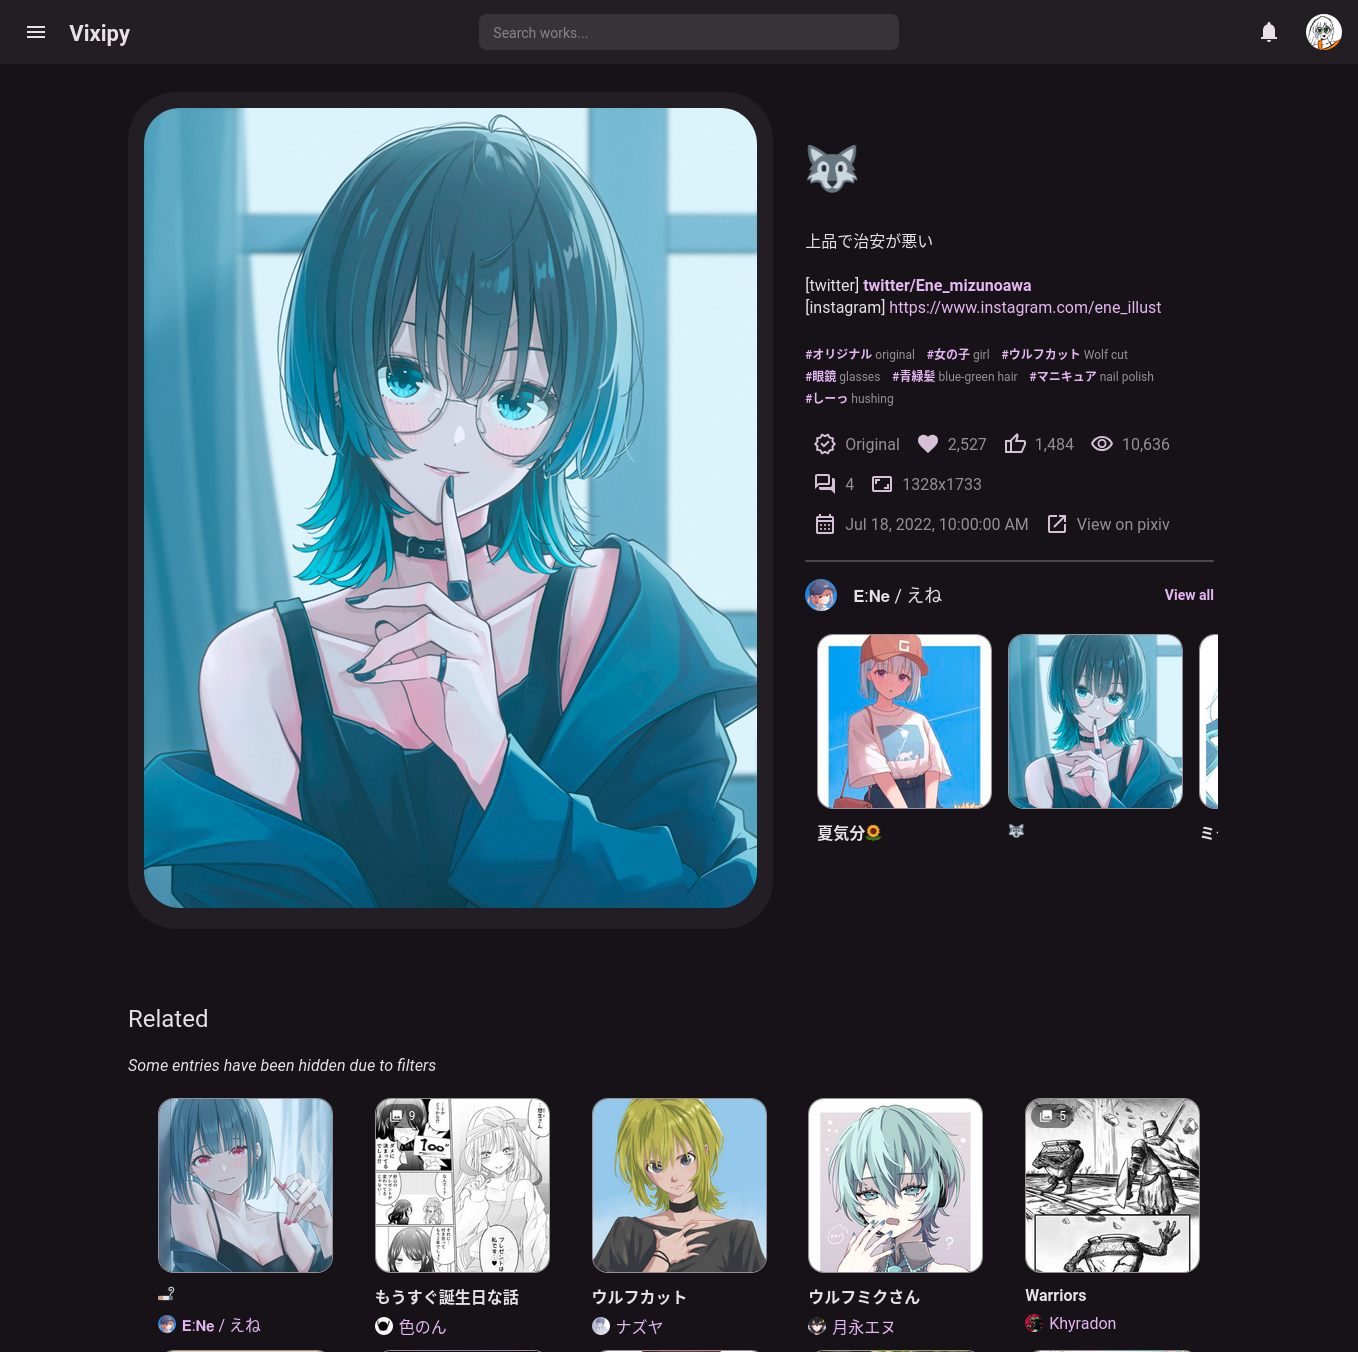 Vixipy
Search works...
上品で治安が悪い
[twitter] twitter/Ene_mizunoawa
[instagram] https://www.instagram.com/ene_illust
#オリジナル original #女の子 girl #ウルフカット Wolf cut
#眼鏡 glasses #青緑髪 blue-green hair #マニキュア nail polish
#しーっ hushing
Original 2,527 1,484 10,636
4 1328x1733
Jul 18, 2022, 10:00:00 AM View on pixiv
E:Ne / えね View all
夏気分🌻 🐺 ミ
Related
Some entries have been hidden due to filters
9 5
🚬 もうすぐ誕生日な話 ウルフカット ウルフミクさん Warriors
E:Ne / えね 色のん ナズヤ 月永エヌ Khyradon